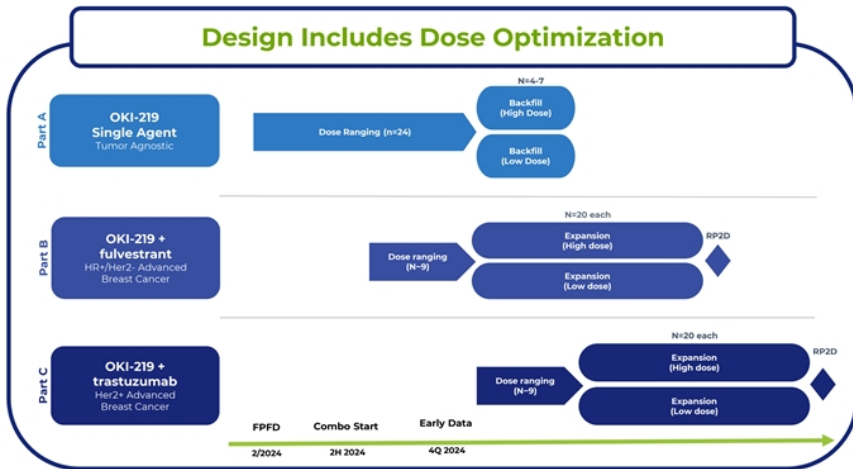 Design Includes Dose Optimization
Part A
OKI-219
Single Agent
Tumor Agnostic
Dose Ranging (n=24)
N=4-7
Backfill
(High Dose)
Backfill
(Low Dose)
Part B
OKI-219 +
fulvestrant
HR+/Her2- Advanced
Breast Cancer
Dose ranging
(N~9)
N=20 each
Expansion
(High dose)
Expansion
(Low dose)
RP2D
Part C
OKI-219 +
trastuzumab
Her2+ Advanced
Breast Cancer
Dose ranging
(N~9)
N=20 each
Expansion
(High dose)
Expansion
(Low dose)
RP2D
FPFD
Combo Start
Early Data
2/2024
2H 2024
4Q 2024